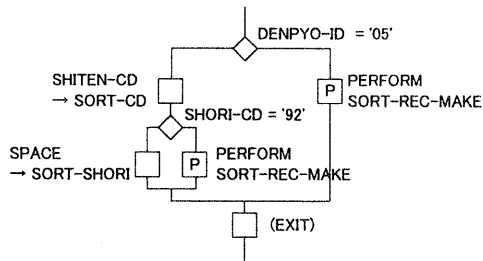 DENPYO-ID = '05'
SHITEN-CD
→ SORT-CD
P
PERFORM
SORT-REC-MAKE
SHORI-CD = '92'
SPACE
→ SORT-SHORI
P
PERFORM
SORT-REC-MAKE
(EXIT)